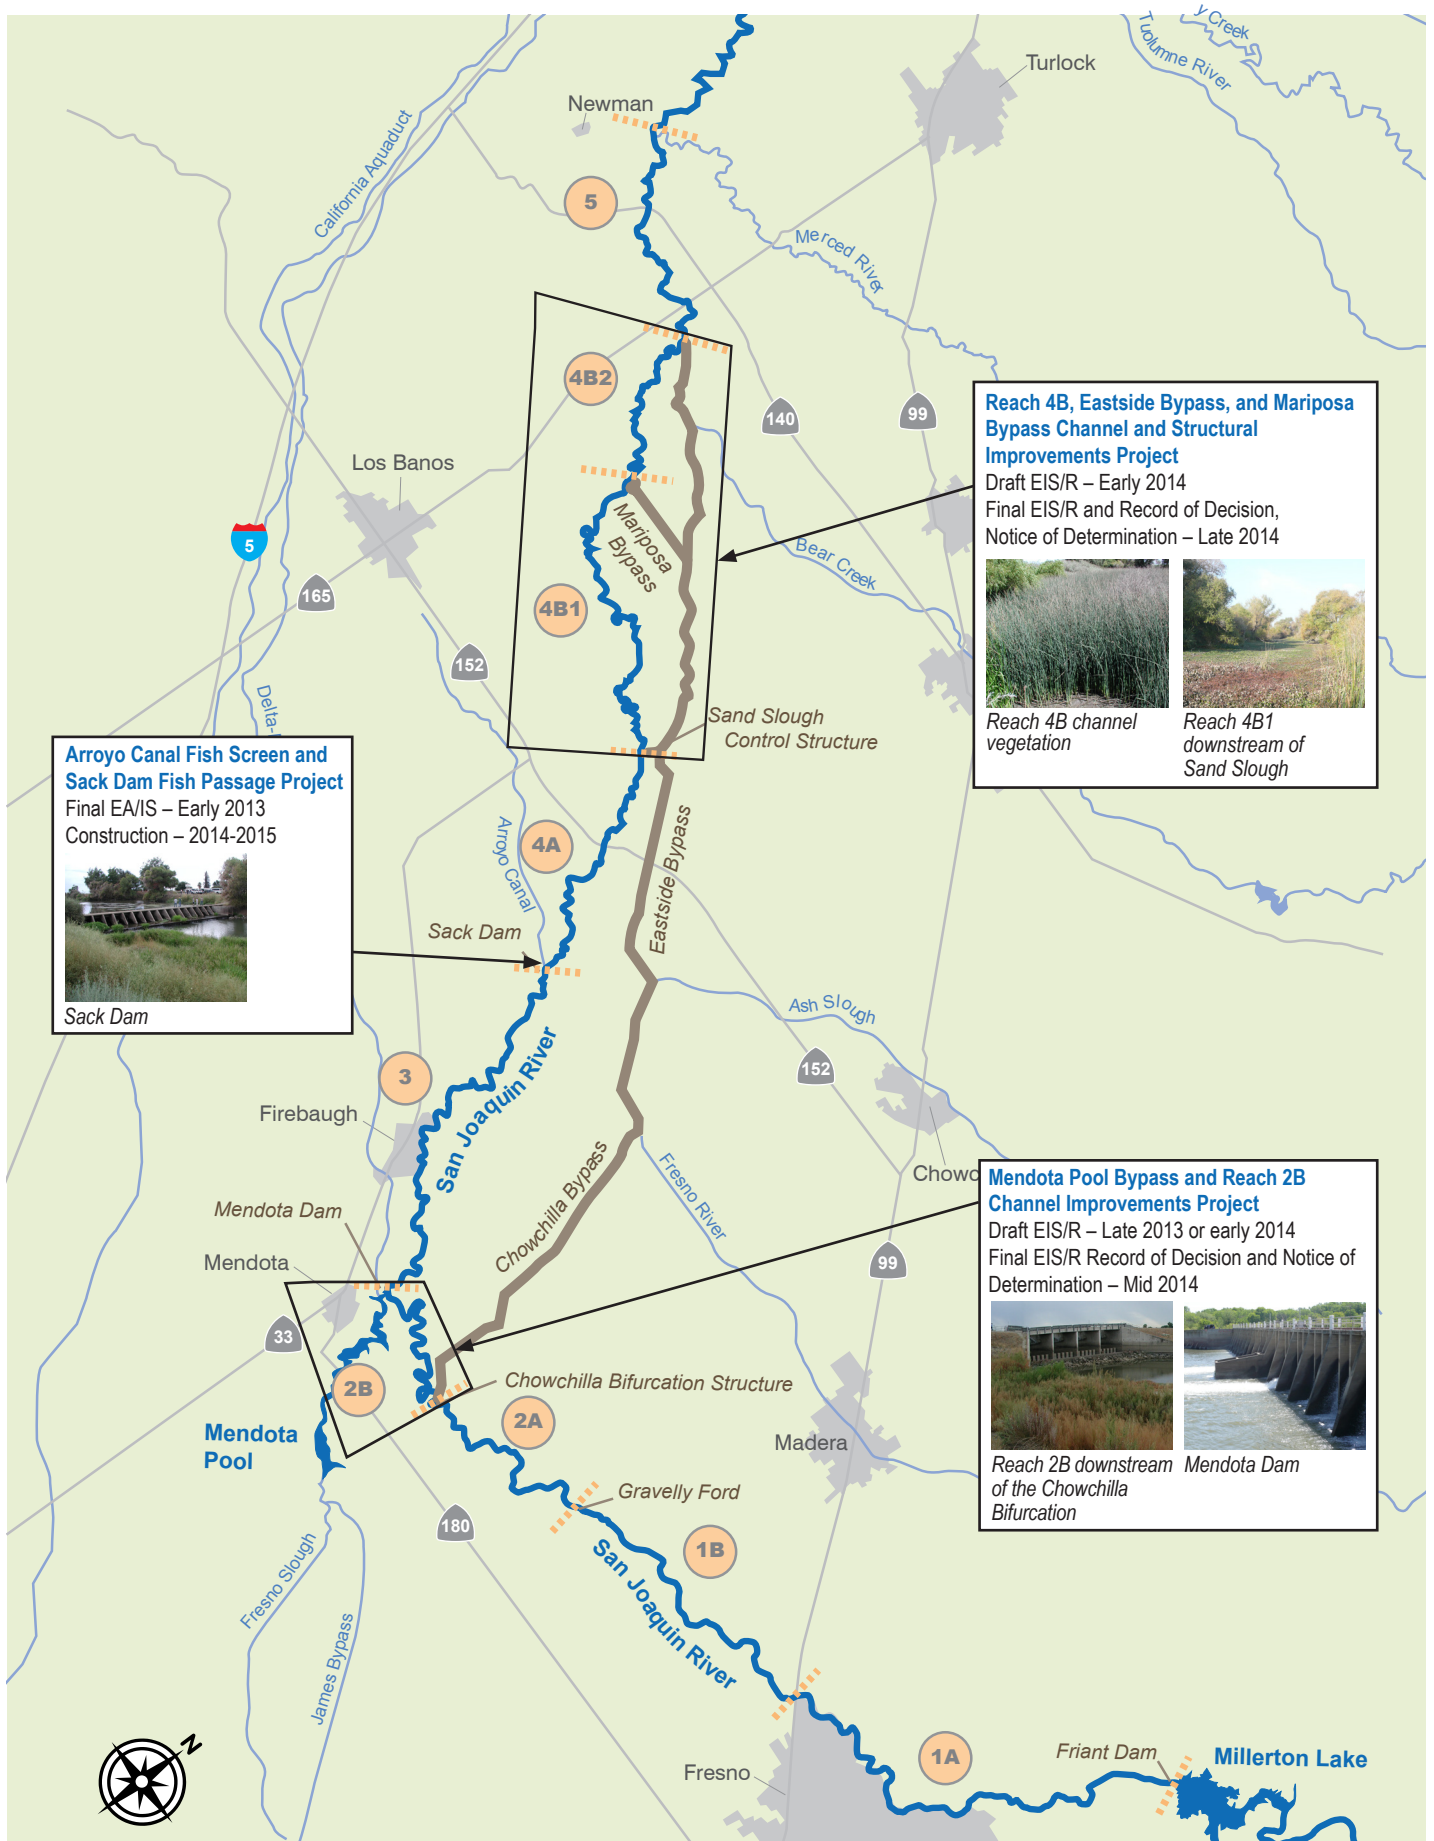 y Creek
Tuolumne River
Turlock
Newman
California Aquaduct
5
Merced River
4B2
140
99
Reach 4B, Eastside Bypass, and Mariposa
Bypass Channel and Structural
Improvements Project
Draft EIS/R – Early 2014
Final EIS/R and Record of Decision,
Notice of Determination – Late 2014
Reach 4B channel
vegetation
Reach 4B1
downstream of
Sand Slough
Los Banos
Mariposa
Bypass
5
Bear Creek
165
4B1
152
Delta-
Sand Slough
Control Structure
Arroyo Canal Fish Screen and
Sack Dam Fish Passage Project
Final EA/IS – Early 2013
Construction – 2014-2015
Sack Dam
Arroyo Canal
4A
Eastside Bypass
Sack Dam
Ash Slough
152
3
San Joaquin River
Firebaugh
Chowchilla Bypass
Fresno River
Chowc
Mendota Pool Bypass and Reach 2B
Channel Improvements Project
Draft EIS/R – Late 2013 or early 2014
Final EIS/R Record of Decision and Notice of
Determination – Mid 2014
Reach 2B downstream
of the Chowchilla
Bifurcation
Mendota Dam
Mendota Dam
Mendota
99
33
2B
Chowchilla Bifurcation Structure
2A
Mendota
Pool
Madera
Gravelly Ford
180
1B
San Joaquin River
Fresno Slough
James Bypass
N
1A
Friant Dam
Millerton Lake
Fresno